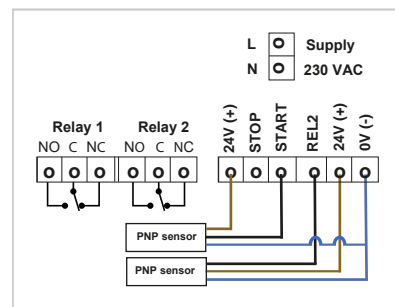 L Supply
N 230 VAC
Relay 1 Relay 2
NO C NC NO C NC
24V (+) STOP START REL2 24V (+) 0V (-)
PNP sensor
PNP sensor